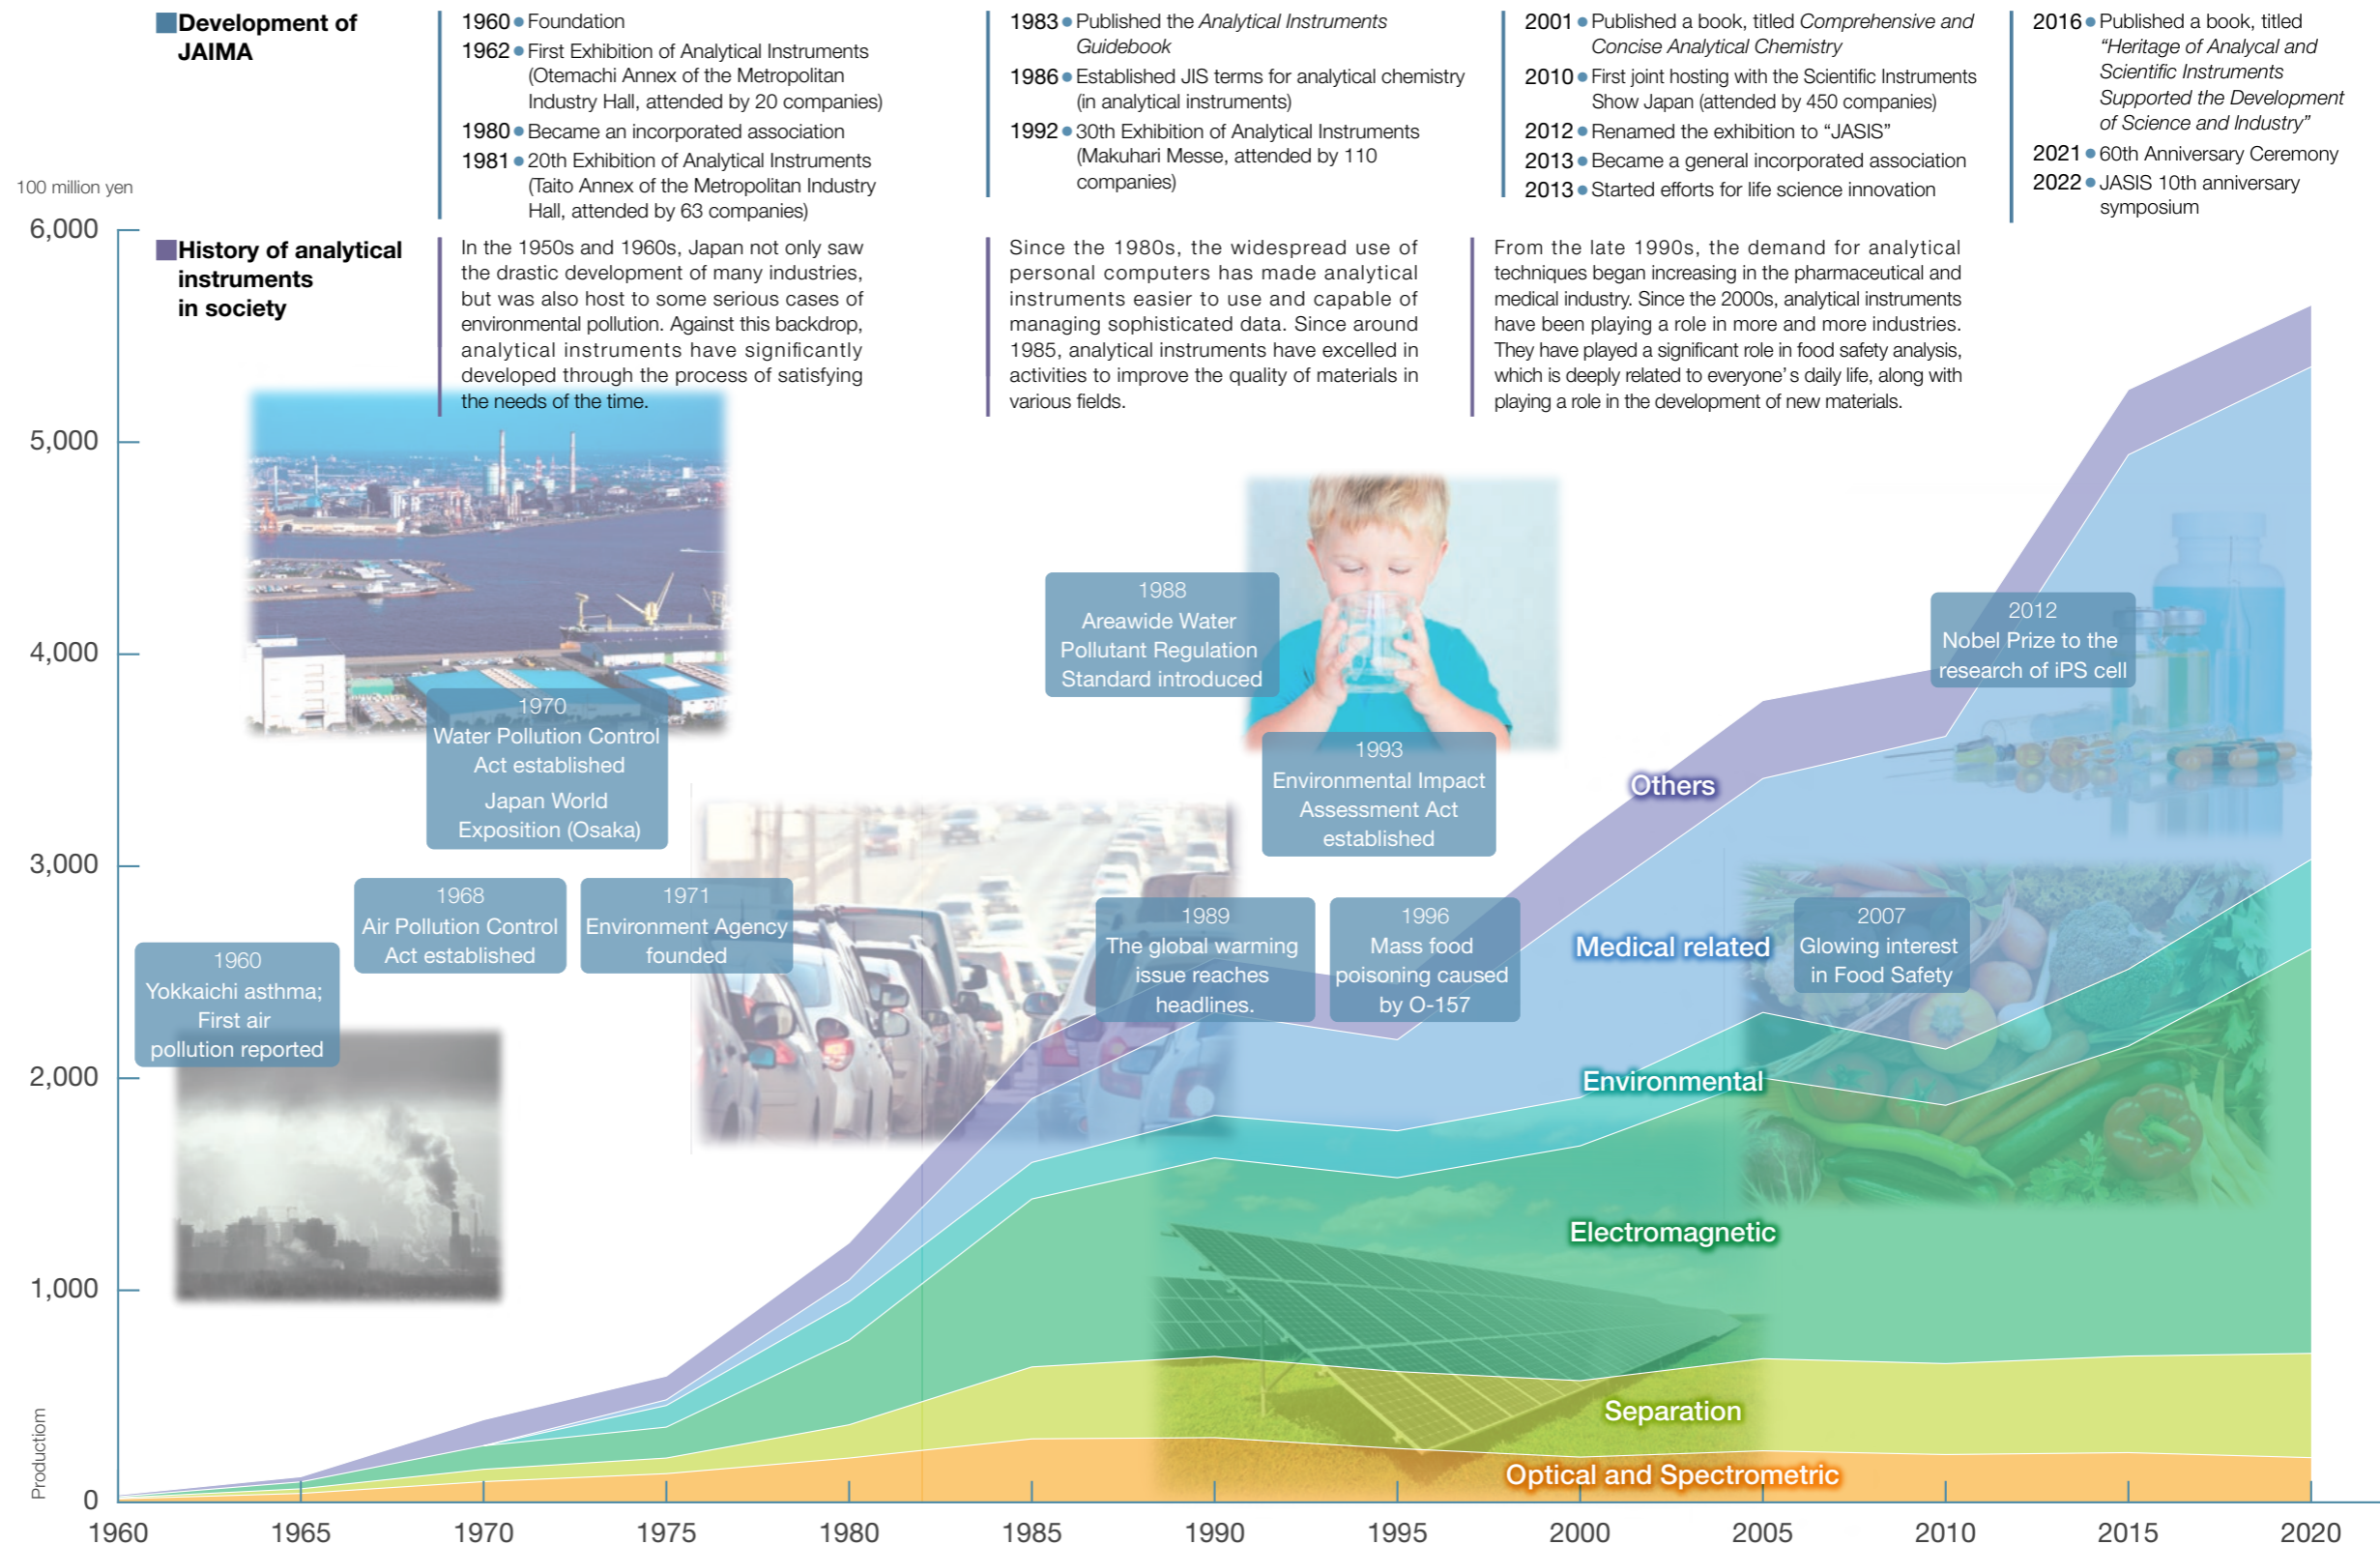 Development of
JAIMA
1960 ● Foundation
1962 ● First Exhibition of Analytical Instruments
(Otemachi Annex of the Metropolitan
Industry Hall, attended by 20 companies)
1980 ● Became an incorporated association
1981 ● 20th Exhibition of Analytical Instruments
(Taito Annex of the Metropolitan Industry
Hall, attended by 63 companies)
1983 ● Published the Analytical Instruments
Guidebook
1986 ● Established JIS terms for analytical chemistry
(in analytical instruments)
1992 ● 30th Exhibition of Analytical Instruments
(Makuhari Messe, attended by 110
companies)
2001 ● Published a book, titled Comprehensive and
Concise Analytical Chemistry
2010 ● First joint hosting with the Scientific Instruments
Show Japan (attended by 450 companies)
2012 ● Renamed the exhibition to “JASIS”
2013 ● Became a general incorporated association
2013 ● Started efforts for life science innovation
2016 ● Published a book, titled
“Heritage of Analycal and
Scientific Instruments
Supported the Development
of Science and Industry”
2021 ● 60th Anniversary Ceremony
2022 ● JASIS 10th anniversary
symposium
History of analytical
instruments
in society
In the 1950s and 1960s, Japan not only saw
the drastic development of many industries,
but was also host to some serious cases of
environmental pollution. Against this backdrop,
analytical instruments have significantly
developed through the process of satisfying
the needs of the time.
Since the 1980s, the widespread use of
personal computers has made analytical
instruments easier to use and capable of
managing sophisticated data. Since around
1985, analytical instruments have excelled in
activities to improve the quality of materials in
various fields.
From the late 1990s, the demand for analytical
techniques began increasing in the pharmaceutical and
medical industry. Since the 2000s, analytical instruments
have been playing a role in more and more industries.
They have played a significant role in food safety analysis,
which is deeply related to everyone's daily life, along with
playing a role in the development of new materials.
100 million yen
6,000
5,000
4,000
3,000
2,000
1,000
0
Productiom
1960
Yokkaichi asthma;
First air
pollution reported
1968
Air Pollution Control
Act established
1970
Water Pollution Control
Act established
Japan World
Exposition (Osaka)
1971
Environment Agency
founded
1988
Areawide Water
Pollutant Regulation
Standard introduced
1989
The global warming
issue reaches
headlines.
1993
Environmental Impact
Assessment Act
established
1996
Mass food
poisoning caused
by O-157
2007
Glowing interest
in Food Safety
2012
Nobel Prize to the
research of iPS cell
Others
Medical related
Environmental
Electromagnetic
Separation
Optical and Spectrometric
1960 1965 1970 1975 1980 1985 1990 1995 2000 2005 2010 2015 2020